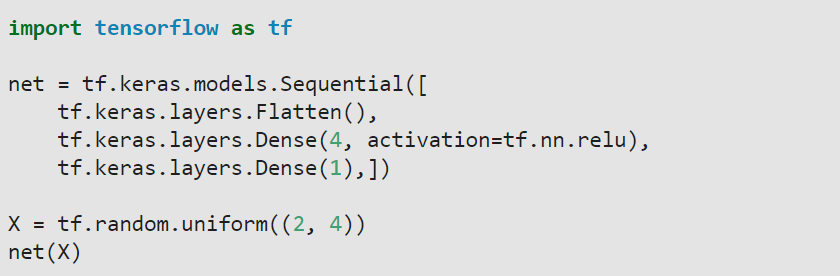 import tensorflow as tf
net = tf.keras.models.Sequential([
    tf.keras.layers.Flatten(),
    tf.keras.layers.Dense(4, activation=tf.nn.relu),
    tf.keras.layers.Dense(1),])
X = tf.random.uniform((2, 4))
net(X)